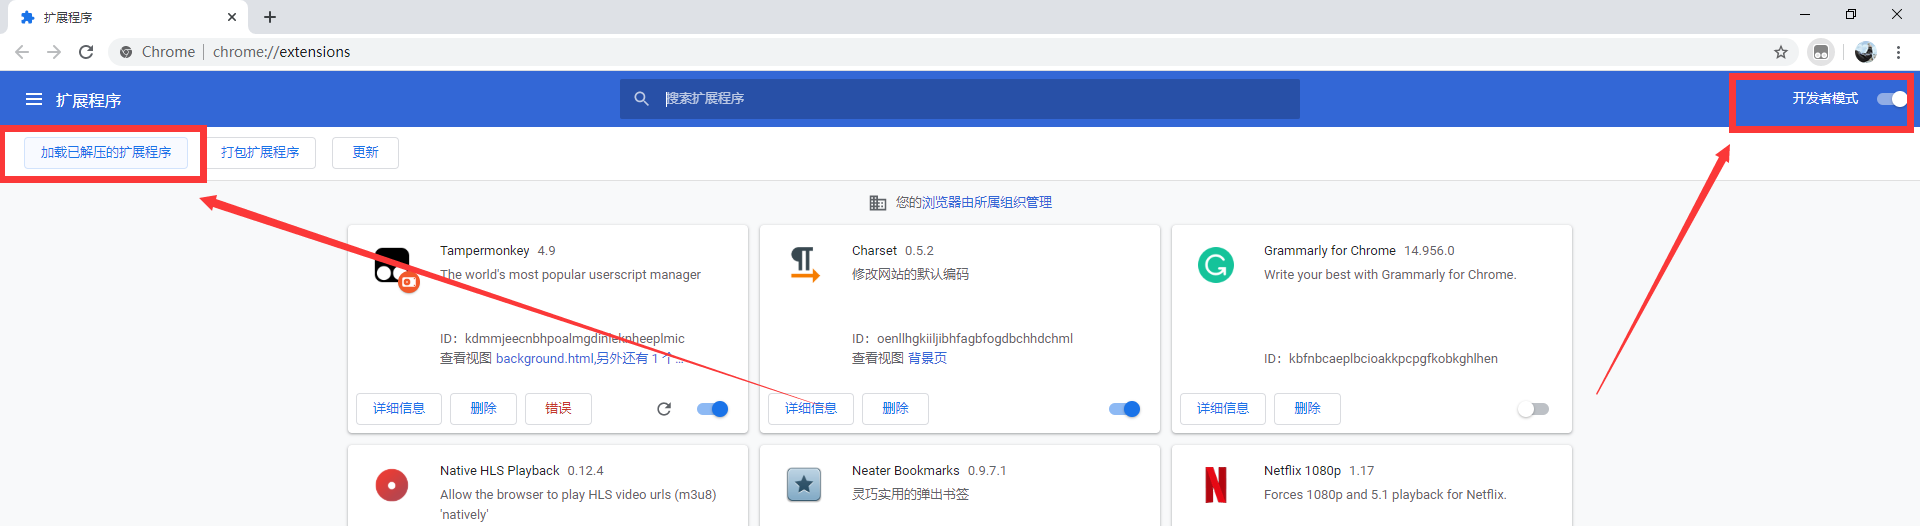 扩展程序
Chrome
chrome://extensions
扩展程序
搜索扩展程序
开发者模式
加载已解压的扩展程序
打包扩展程序
更新
您的浏览器由所属组织管理
Tampermonkey 4.9
The world's most popular userscript manager
ID：kdmmjeecnbhpoalmgdinieknheeplmic
查看视图 background.html,另外还有 1 个...
详细信息
删除
错误
Charset 0.5.2
修改网站的默认编码
ID：oenllhgkiiljibhfagbfogdbchhdchml
查看视图 背景页
详细信息
删除
Grammarly for Chrome 14.956.0
Write your best with Grammarly for Chrome.
ID：kbfnbcaeplbcioakkpcpgfkobkghlhen
详细信息
删除
Native HLS Playback 0.12.4
Allow the browser to play HLS video urls (m3u8)
'natively'
Neater Bookmarks 0.9.7.1
灵巧实用的弹出书签
Netflix 1080p 1.17
Forces 1080p and 5.1 playback for Netflix.